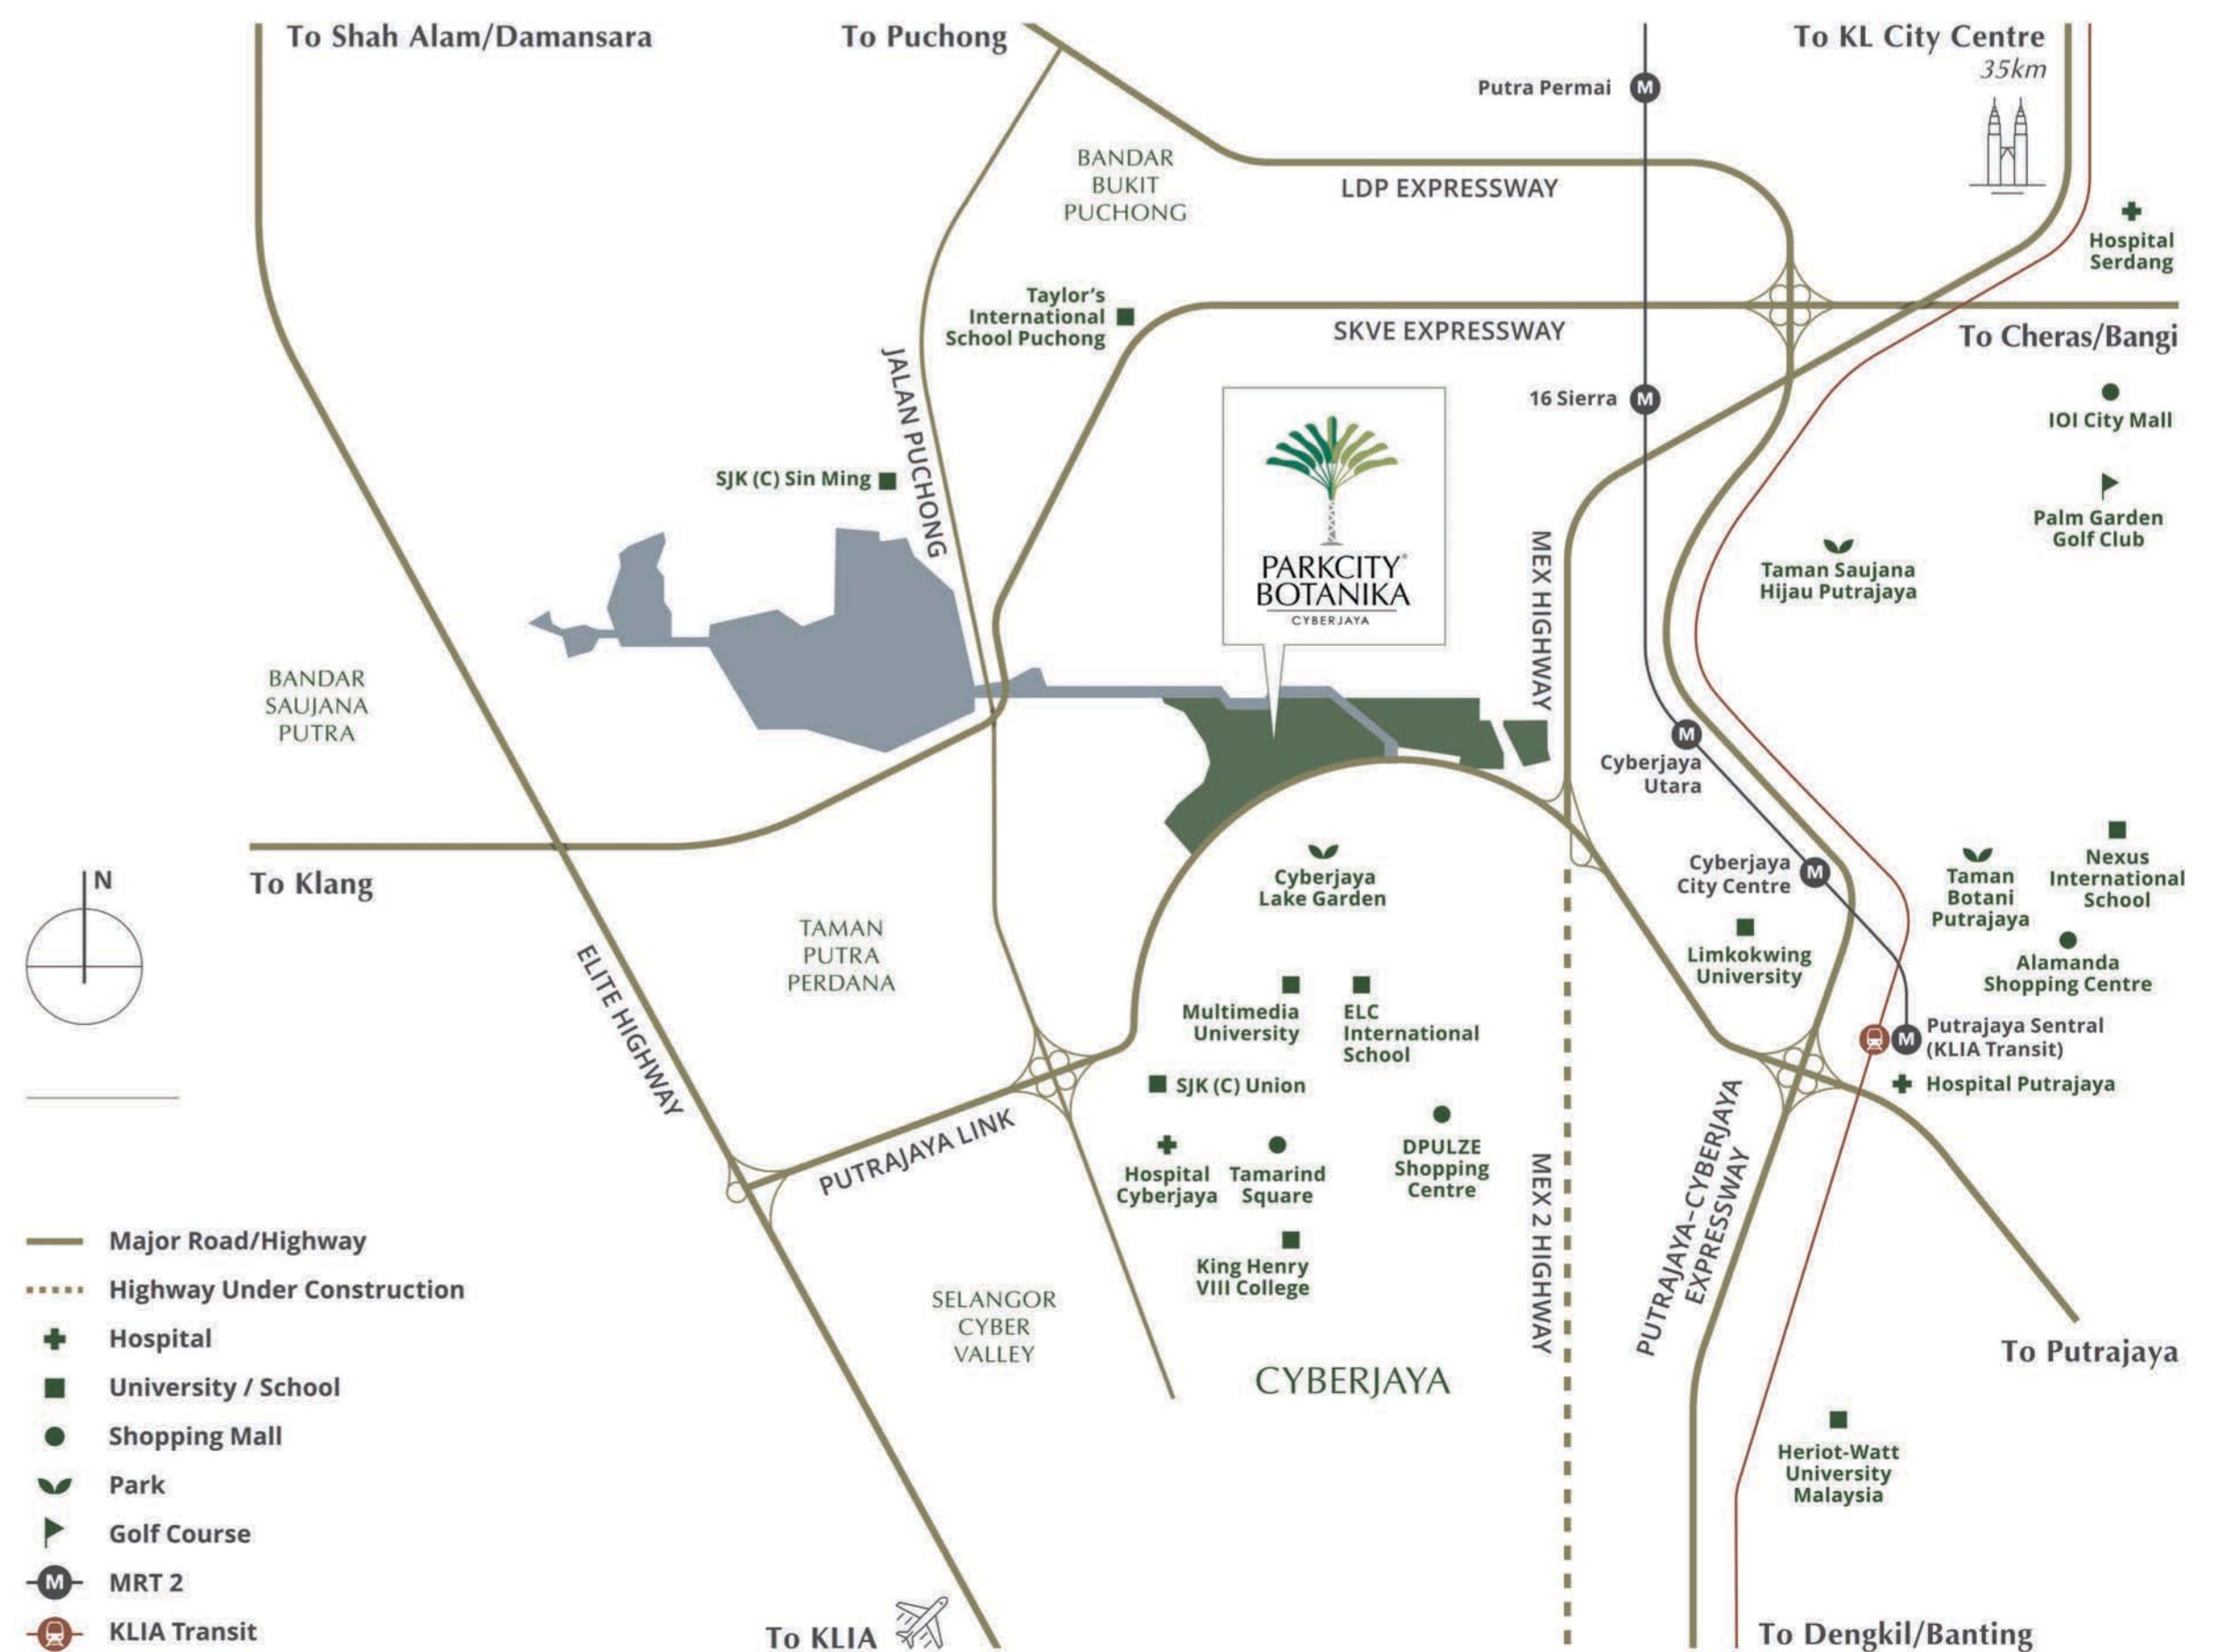 To Shah Alam/Damansara
To Puchong
To KL City Centre
35km
Putra Permai
M
BANDAR
BUKIT
PUCHONG
LDP EXPRESSWAY
Hospital
Serdang
Taylor's
International
School Puchong
SKVE EXPRESSWAY
To Cheras/Bangi
JALAN PUCHONG
16 Sierra
M
IOI City Mall
SJK (C) Sin Ming
Palm Garden
Golf Club
PARKCITY®
BOTANIKA
CYBERJAYA
MEX HIGHWAY
Taman Saujana
Hijau Putrajaya
BANDAR
SAUJANA
PUTRA
M
Cyberjaya
Utara
To Klang
Cyberjaya
Lake Garden
Cyberjaya
City Centre
M
Taman
Botani
Putrajaya
Nexus
International
School
N
TAMAN
PUTRA
PERDANA
ELITE HIGHWAY
Limkokwing
University
Alamanda
Shopping Centre
Multimedia
University
ELC
International
School
M
Putrajaya Sentral
(KLIA Transit)
SJK (C) Union
Hospital Putrajaya
PUTRAJAYA LINK
Hospital
Cyberjaya
Tamarind
Square
DPULZE
Shopping
Centre
MEX 2 HIGHWAY
PUTRAJAYA-CYBERJAYA
EXPRESSWAY
King Henry
VIII College
SELANGOR
CYBER
VALLEY
CYBERJAYA
To Putrajaya
Heriot-Watt
University
Malaysia
To KLIA
To Dengkil/Banting
Major Road/Highway
Highway Under Construction
Hospital
University / School
Shopping Mall
Park
Golf Course
M
MRT 2
KLIA Transit